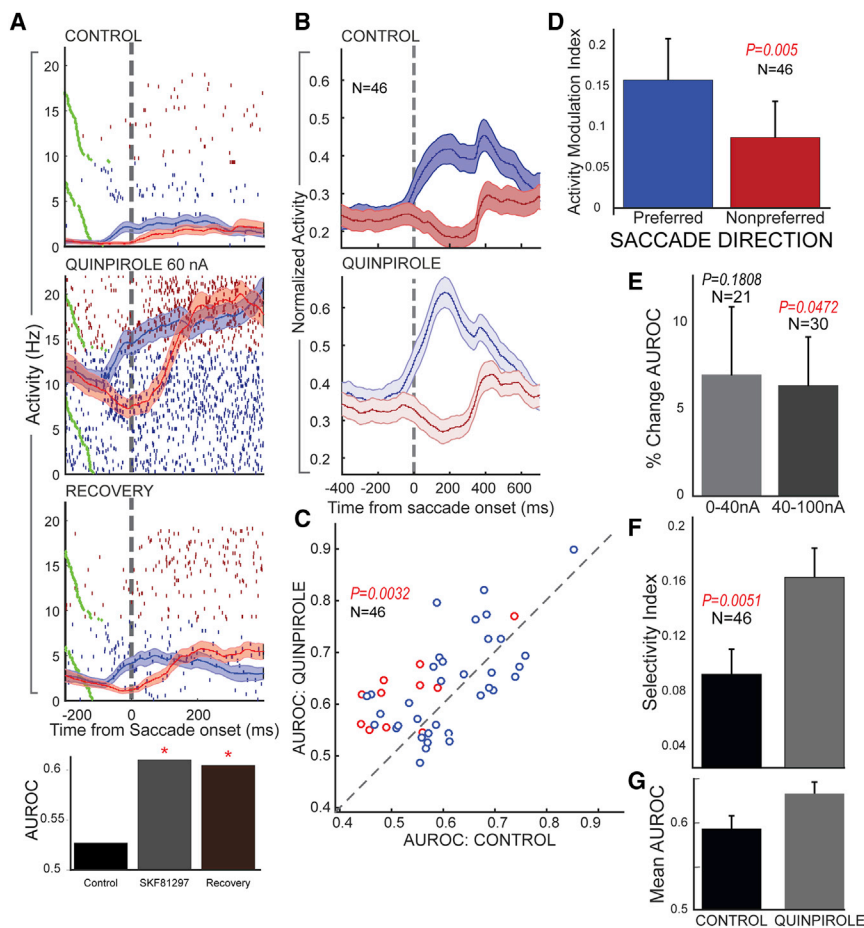 A
CONTROL
20
15
10
5
0
QUINPIROLE 60 nA
20
15
10
5
0
Activity (Hz)
RECOVERY
20
15
10
5
0
-200 0 200
Time from Saccade onset (ms)
* *
0.6
0.55
0.5
AUROC
Control SKF81297 Recovery
B
CONTROL
N=46
0.6
0.5
0.4
0.3
0.2
Normalized Activity
QUINPIROLE
0.6
0.5
0.4
0.3
0.2
-400 -200 0 200 400 600
Time from saccade onset (ms)
C
P=0.0032
N=46
0.9
0.8
0.7
0.6
0.5
0.4
AUROC: QUINPIROLE
0.4 0.5 0.6 0.7 0.8 0.9
AUROC: CONTROL
D
0.2
0.15
0.1
0.05
0
Activity Modulation Index
P=0.005
N=46
Preferred Nonpreferred
SACCADE DIRECTION
E
P=0.1808
N=21
P=0.0472
N=30
10
5
0
% Change AUROC
0-40nA 40-100nA
F
0.2
0.16
0.12
0.08
0.04
Selectivity Index
P=0.0051
N=46
G
0.6
0.5
Mean AUROC
CONTROL QUINPIROLE